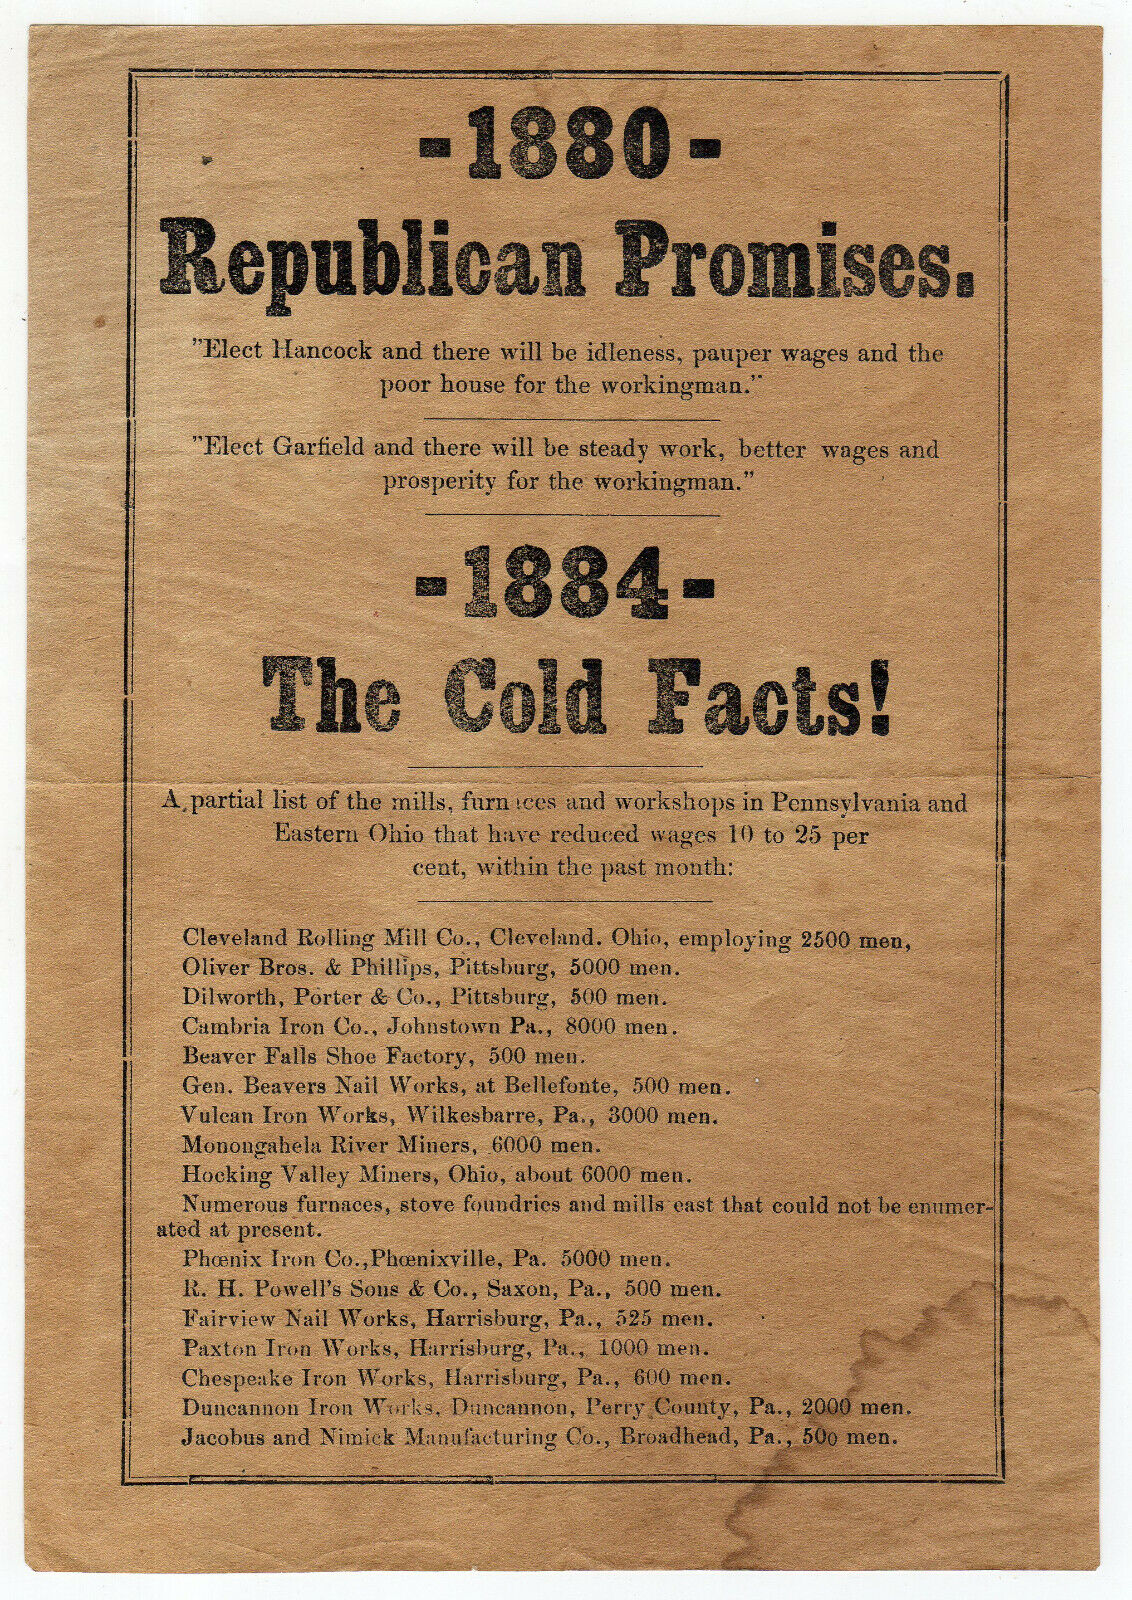 -1880-
Republican Promises.
"Elect Hancock and there will be idleness, pauper wages and the
poor house for the workingman."
"Elect Garfield and there will be steady work, better wages and
prosperity for the workingman."
-1884-
The Cold Facts!
A partial list of the mills, furnaces and workshops in Pennsylvania and
Eastern Ohio that have reduced wages 10 to 25 per
cent, within the past month:
Cleveland Rolling Mill Co., Cleveland. Ohio, employing 2500 men,
Oliver Bros. & Phillips, Pittsburg, 5000 men.
Dilworth, Porter & Co., Pittsburg, 500 men.
Cambria Iron Co., Johnstown Pa., 8000 men.
Beaver Falls Shoe Factory, 500 men.
Gen. Beavers Nail Works, at Bellefonte, 500 men.
Vulcan Iron Works, Wilkesbarre, Pa., 3000 men.
Monongahela River Miners, 6000 men.
Hocking Valley Miners, Ohio, about 6000 men.
Numerous furnaces, stove foundries and mills east that could not be enumer-
ated at present.
Phœnix Iron Co., Phœnixville, Pa. 5000 men.
R. H. Powell's Sons & Co., Saxon, Pa., 500 men.
Fairview Nail Works, Harrisburg, Pa., 525 men.
Paxton Iron Works, Harrisburg, Pa., 1000 men.
Chespeake Iron Works, Harrisburg, Pa., 600 men.
Duncannon Iron Works, Duncannon, Perry County, Pa., 2000 men.
Jacobus and Nimick Manufacturing Co., Broadhead, Pa., 500 men.